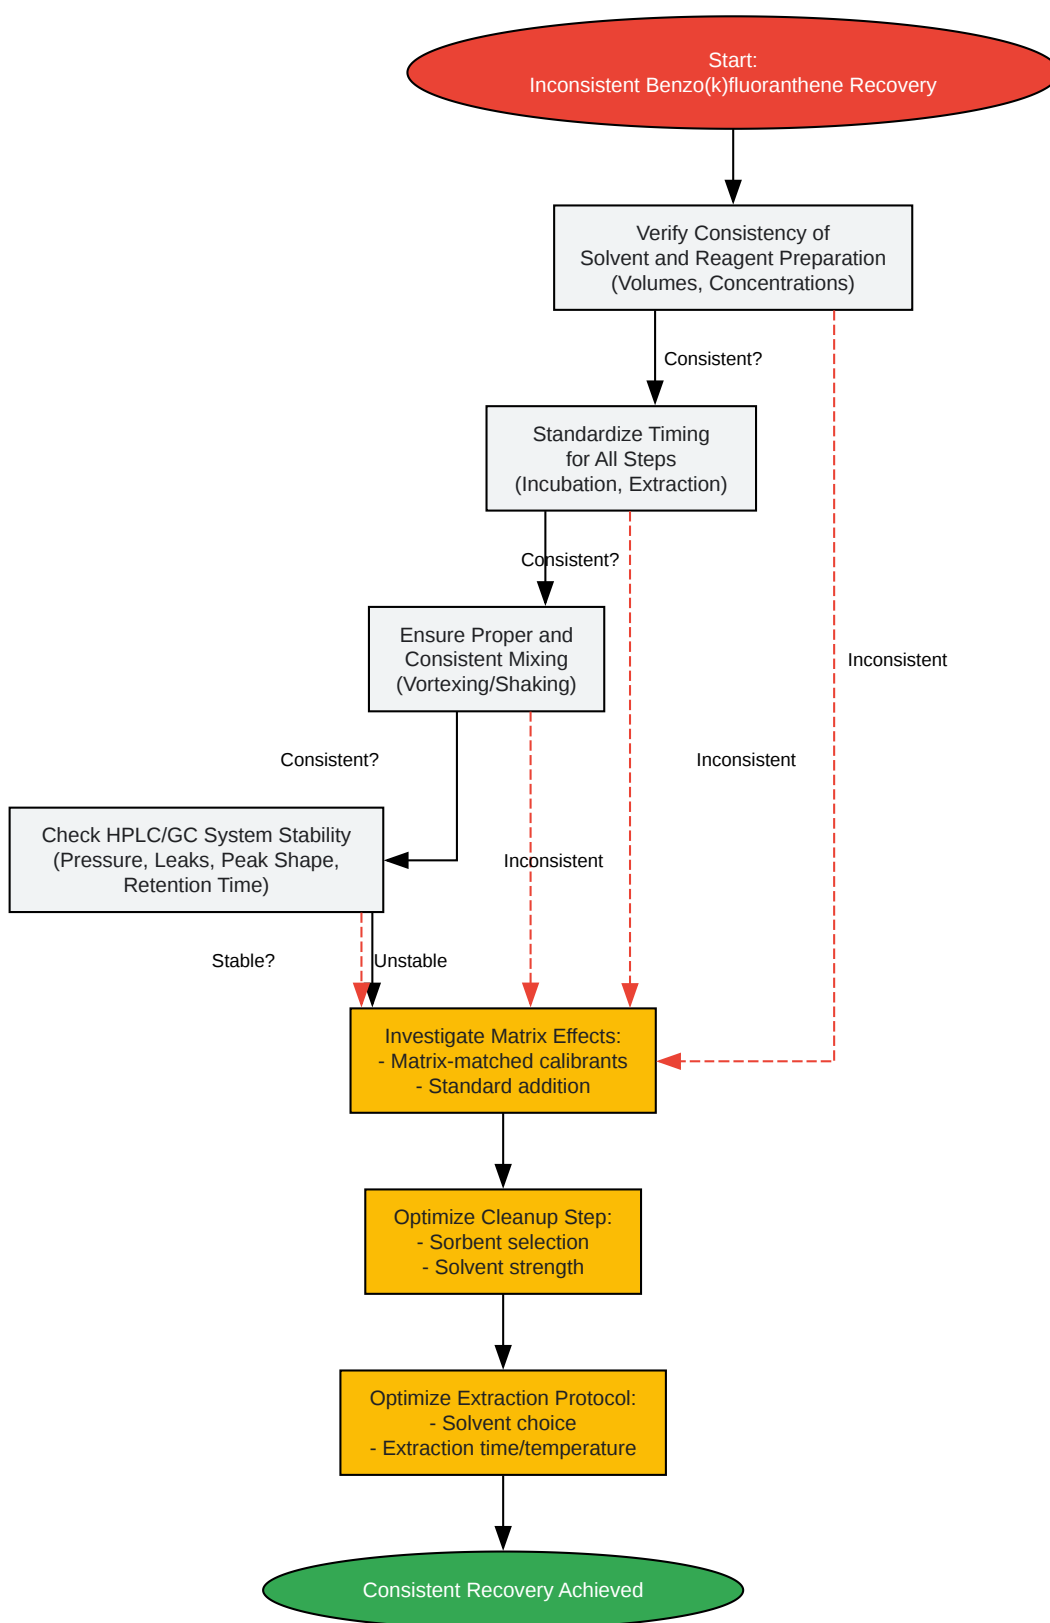 Start:
Inconsistent Benzo(k)fluoranthene Recovery
Verify Consistency of
Solvent and Reagent Preparation
(Volumes, Concentrations)
Consistent?
Standardize Timing
for All Steps
(Incubation, Extraction)
Consistent?
Ensure Proper and
Consistent Mixing
(Vortexing/Shaking)
Inconsistent
Consistent?
Inconsistent
Check HPLC/GC System Stability
(Pressure, Leaks, Peak Shape,
Retention Time)
Inconsistent
Stable?
Unstable
Investigate Matrix Effects:
- Matrix-matched calibrants
- Standard addition
Optimize Cleanup Step:
- Sorbent selection
- Solvent strength
Optimize Extraction Protocol:
- Solvent choice
- Extraction time/temperature
Consistent Recovery Achieved